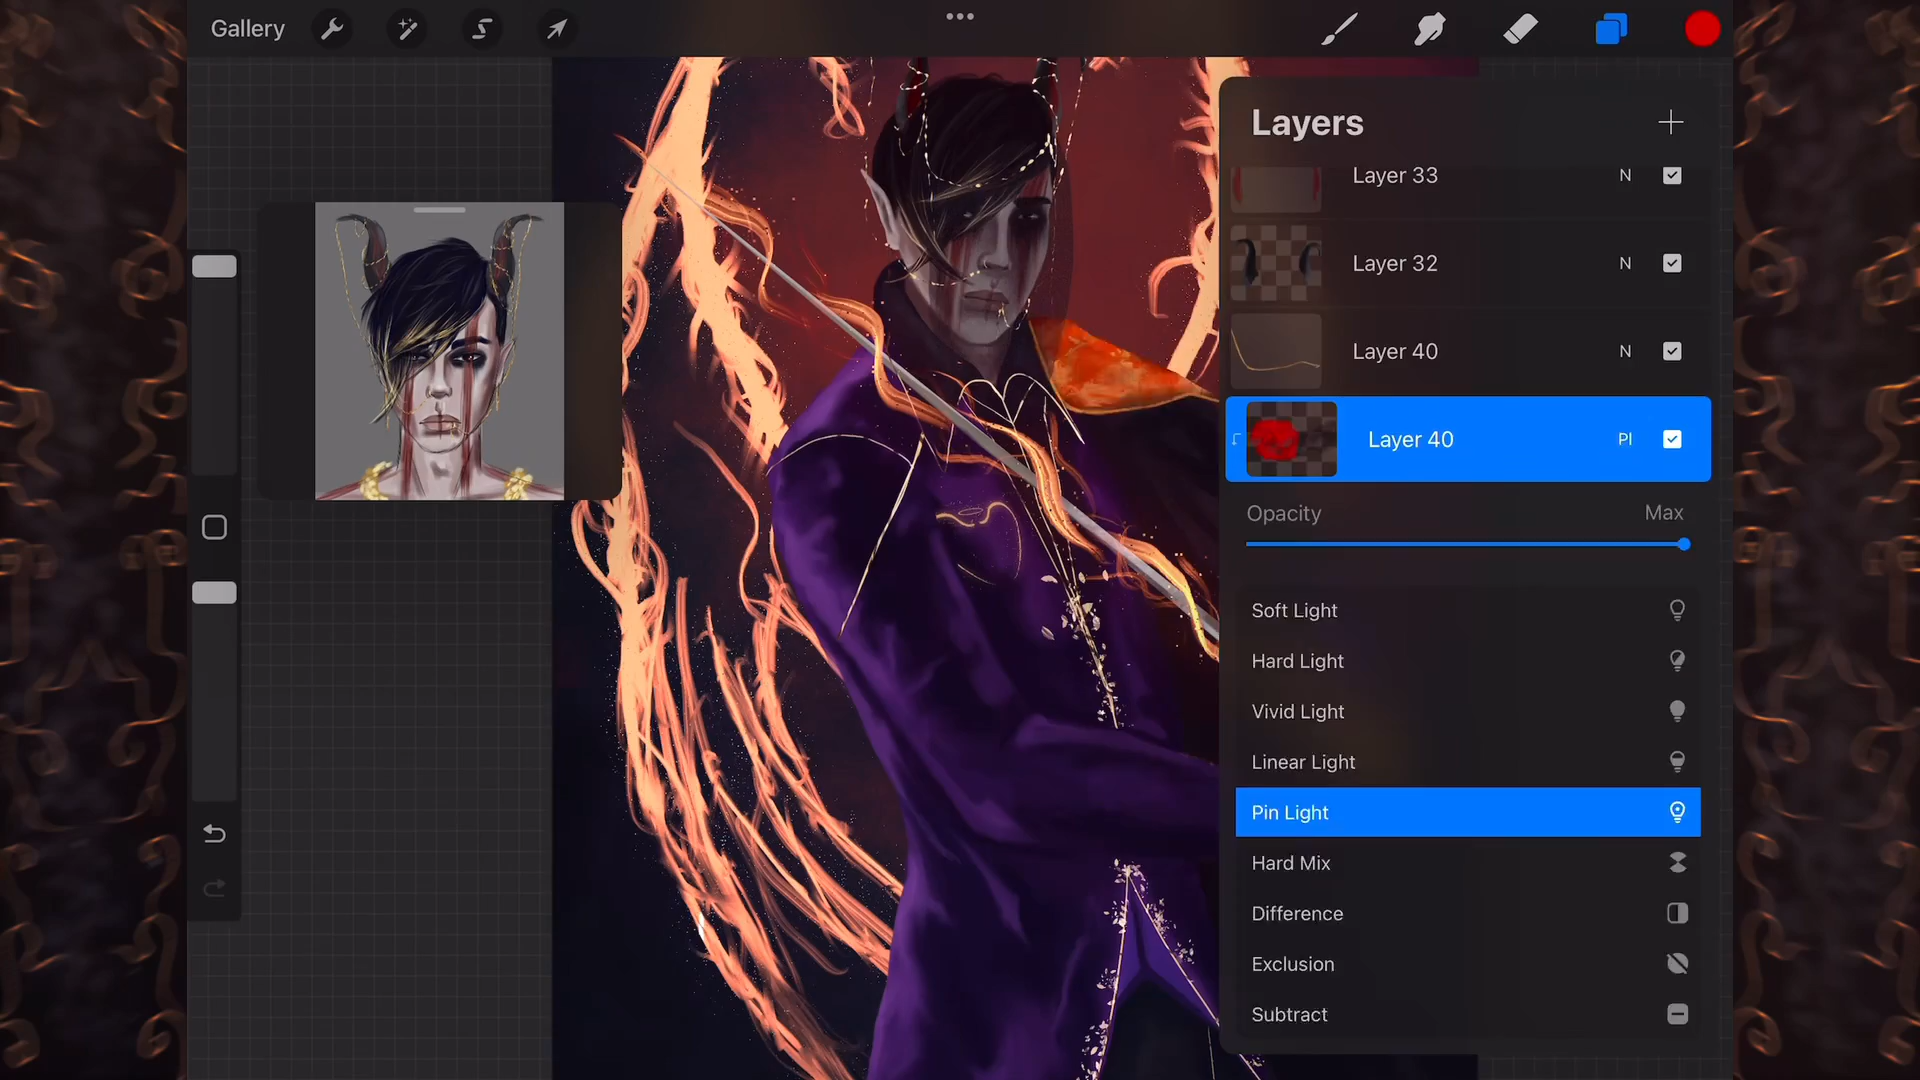 Gallery
Layers
Layer 33 N
Layer 32 N
Layer 40 N
Layer 40 Pl
Opacity Max
Soft Light
Hard Light
Vivid Light
Linear Light
Pin Light
Hard Mix
Difference
Exclusion
Subtract